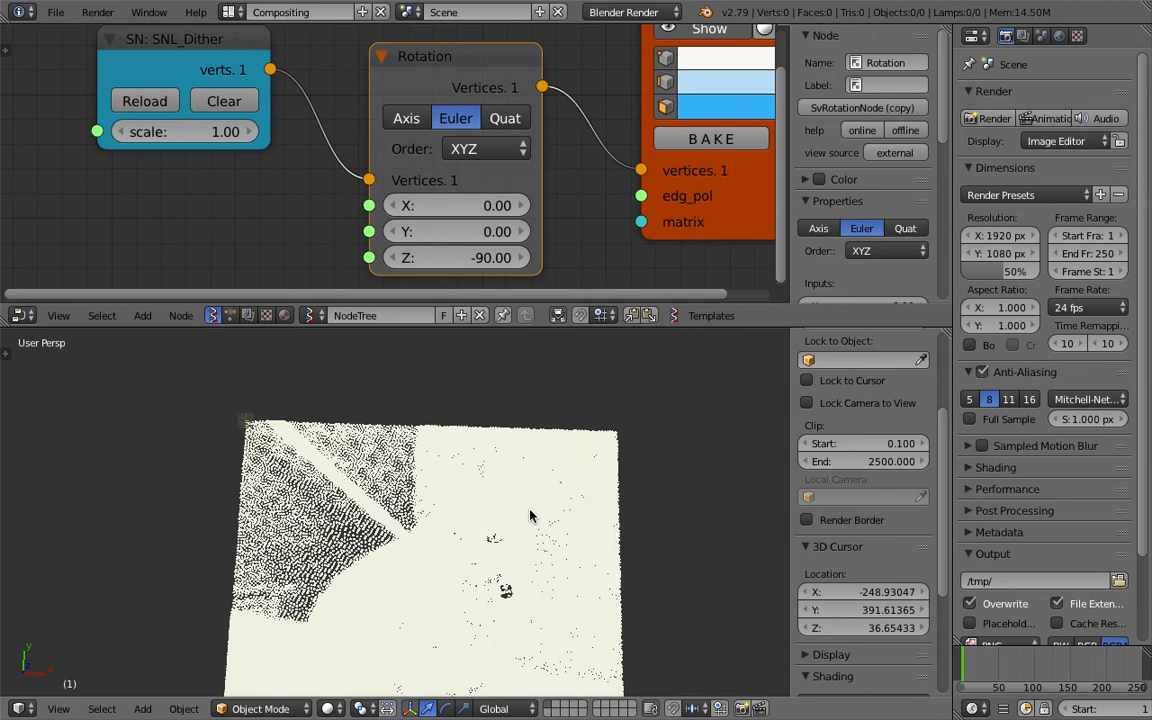 File Render Window Help Compositing Scene Blender Render v2.79 | Verts:0 | Faces:0 | Tris:0 | Objects:0/0 | Lamps:0/0 | Mem:14.50M
SN: SNL_Dither
verts. 1
Reload Clear
scale: 1.00
Rotation
Vertices. 1
Axis Euler Quat
Order: XYZ
Vertices. 1
X: 0.00
Y: 0.00
Z: -90.00
Show
BAKE
vertices. 1
edg_pol
matrix
Node
Name: Rotation
Label:
SvRotationNode (copy)
help online offline
view source external
Color
Properties
Axis Euler Quat
Order: XYZ
Inputs:
View Select Add Node NodeTree F Templates
User Persp
(1)
Lock to Object:
Lock to Cursor
Lock Camera to View
Clip:
Start: 0.100
End: 2500.000
Local Camera:
Render Border
3D Cursor
Location:
X: -248.93047
Y: 391.61365
Z: 36.65433
Display
Shading
View Select Add Object Object Mode Global
Scene
Render
Render Animatic Audio
Display: Image Editor
Dimensions
Render Presets
Resolution: Frame Range:
X: 1920 px Start Fra: 1
Y: 1080 px End Fr: 250
50% Frame St: 1
Aspect Ratio: Frame Rate:
X: 1.000 24 fps
Y: 1.000 Time Remappi...
Bo Cr 10 10
Anti-Aliasing
5 8 11 16 Mitchell-Net...
Full Sample S: 1.000 px
Sampled Motion Blur
Shading
Performance
Post Processing
Metadata
Output
/tmp/
Overwrite File Exten...
Placehold.. Cache Res...
0 50 100 150 200 250
Start: 1